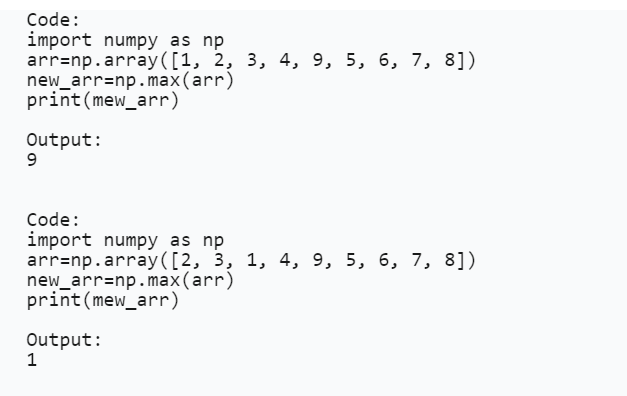 Code:
import numpy as np
arr=np.array([1, 2, 3, 4, 9, 5, 6, 7, 8])
new_arr=np.max(arr)
print(mew_arr)
Output:
9
Code:
import numpy as np
arr=np.array([2, 3, 1, 4, 9, 5, 6, 7, 8])
new_arr=np.max(arr)
print(mew_arr)
Output:
1